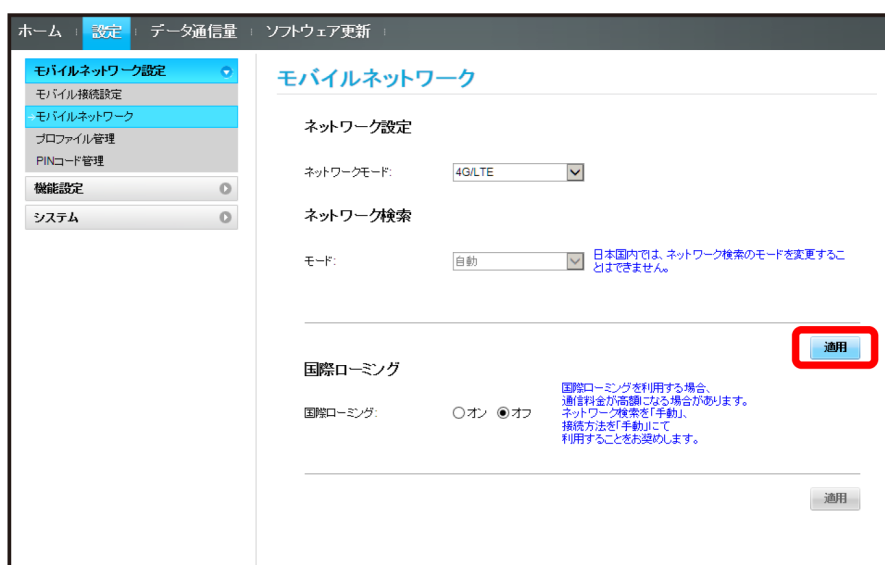 ホーム 設定 データ通信量 ソフトウェア更新
モバイルネットワーク設定
モバイル接続設定
モバイルネットワーク
プロファイル管理
PINコード管理
機能設定
システム
モバイルネットワーク
ネットワーク設定
ネットワークモード: 4G/LTE
ネットワーク検索
モード: 自動
日本国内では、ネットワーク検索のモードを変更するこ
とはできません。
適用
国際ローミング
国際ローミング: オン オフ
国際ローミングを利用する場合、
通信料金が高額になる場合があります。
ネットワーク検索を「手動」、
接続方法を「手動」にて
利用することをお奨めします。
適用